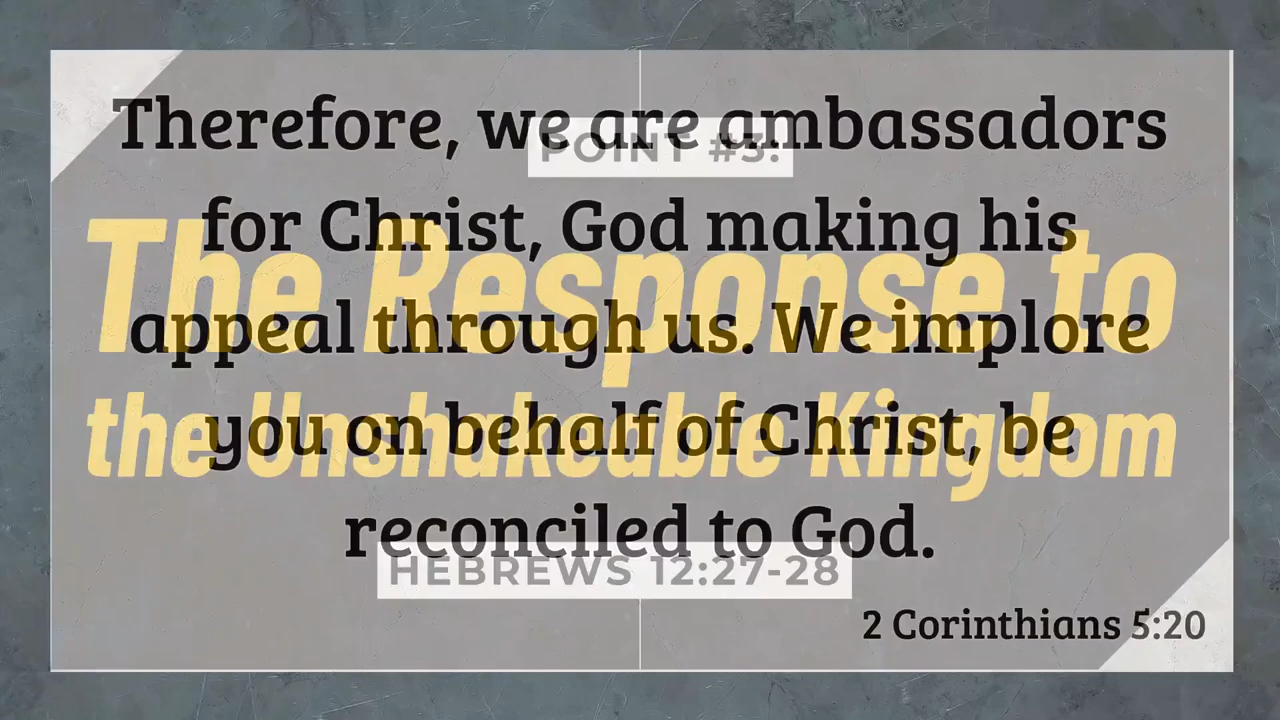 Therefore, we are ambassadors
for Christ, God making his
appeal through us. We implore
you on behalf of Christ, be
reconciled to God.
2 Corinthians 5:20
POINT #3:
The Response to
the Unshakeable Kingdom
HEBREWS 12:27-28